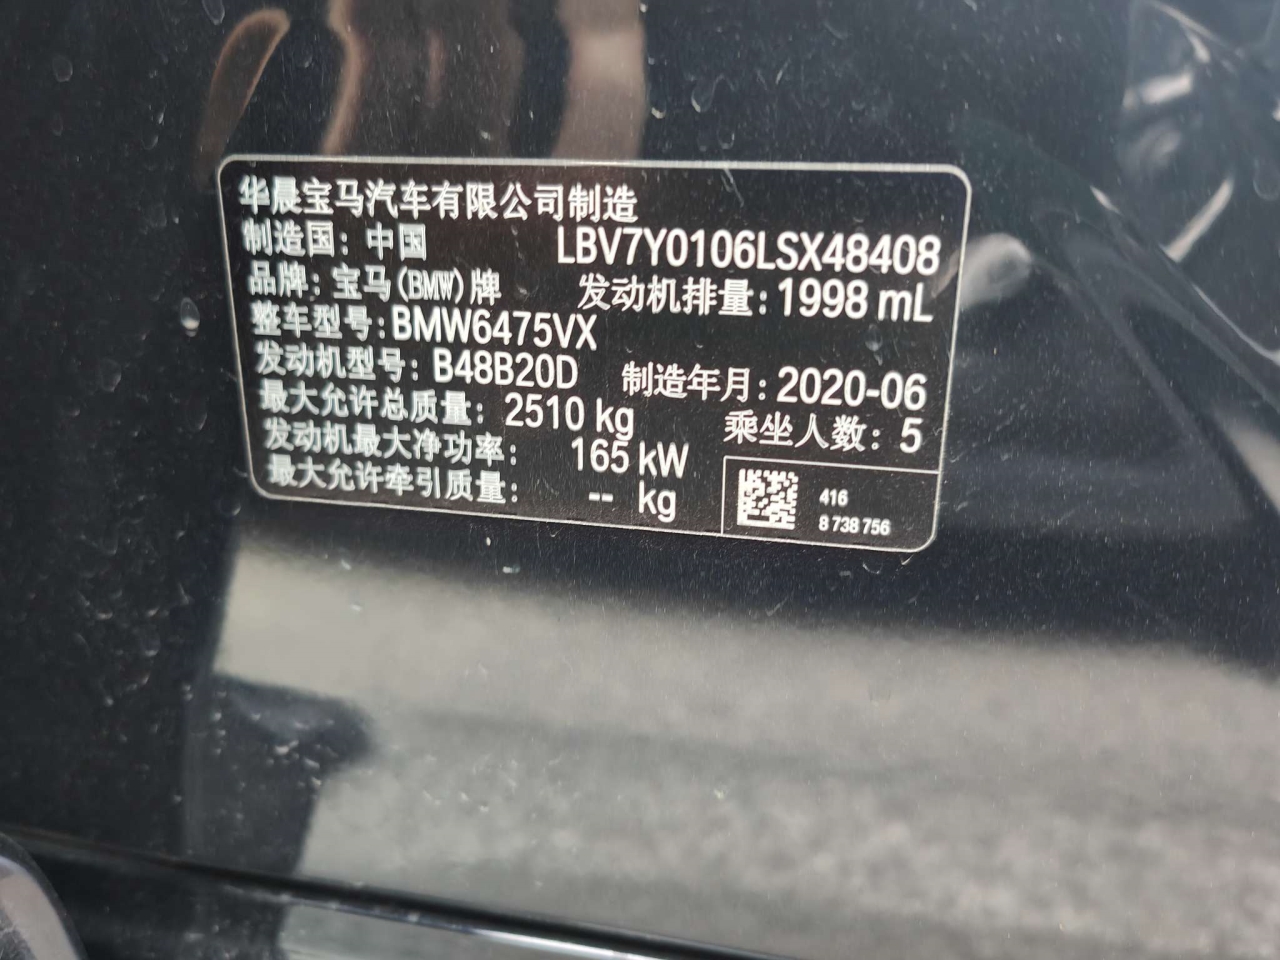 华晨宝马汽车有限公司制造
制造国：中国 LBV7Y0106LSX48408
品牌：宝马(BMW)牌 发动机排量：1998 mL
整车型号：BMW6475VX
发动机型号：B48B20D 制造年月：2020-06
最大允许总质量：2510 kg 乘坐人数：5
发动机最大净功率：165 kW
最大允许牵引质量：-- kg
416
8 738 756